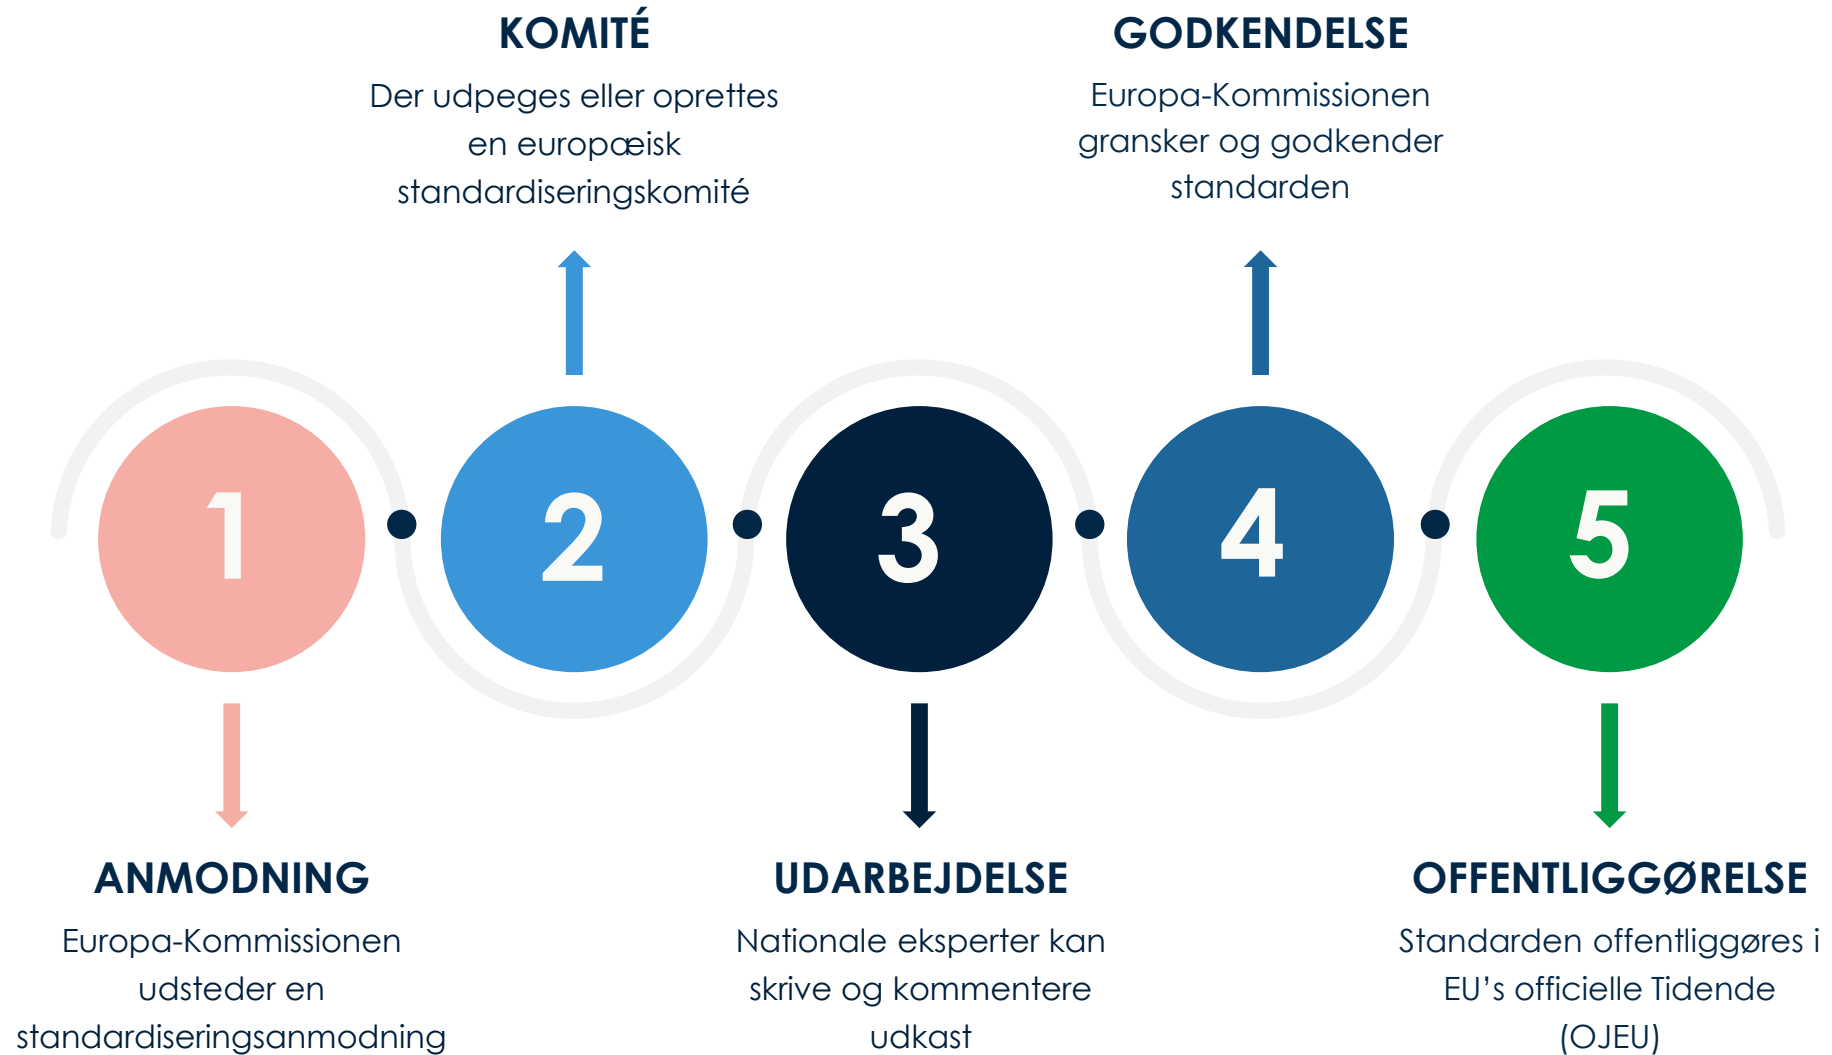 KOMITÉ
Der udpeges eller oprettes
en europæisk
standardiseringskomité
GODKENDELSE
Europa-Kommissionen
gransker og godkender
standarden
1
2
3
4
5
ANMODNING
Europa-Kommissionen
udsteder en
standardiseringsanmodning
UDARBEJDELSE
Nationale eksperter kan
skrive og kommentere
udkast
OFFENTLIGGØRELSE
Standarden offentliggøres i
EU’s officielle Tidende
(OJEU)